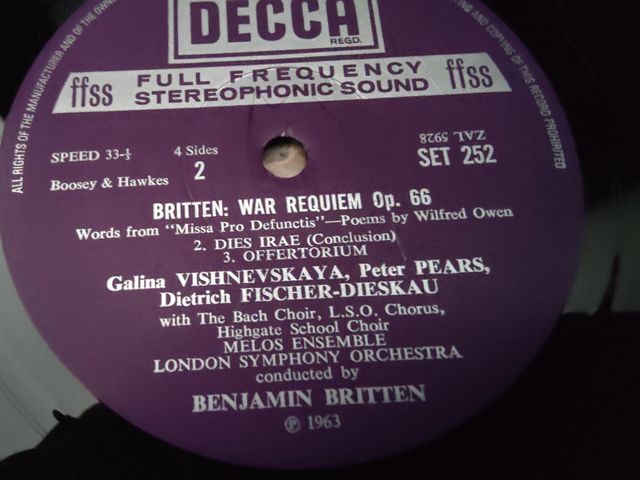 DECCA
REGD.
ffss FULL FREQUENCY STEREOPHONIC SOUND ffss
ALL RIGHTS OF THE MANUFACTURER AND OF THE OWN
COPYING OF THIS RECORD PROHIBITED
SPEED 33-⅓
4 Sides
2
ZAL 5928
SET 252
Boosey & Hawkes
BRITTEN: WAR REQUIEM Op. 66
Words from "Missa Pro Defunctis"—Poems by Wilfred Owen
2. DIES IRAE (Conclusion)
3. OFFERTORIUM
Galina VISHNEVSKAYA, Peter PEARS,
Dietrich FISCHER-DIESKAU
with The Bach Choir, L.S.O. Chorus,
Highgate School Choir
MELOS ENSEMBLE
LONDON SYMPHONY ORCHESTRA
conducted by
BENJAMIN BRITTEN
℗ 1963